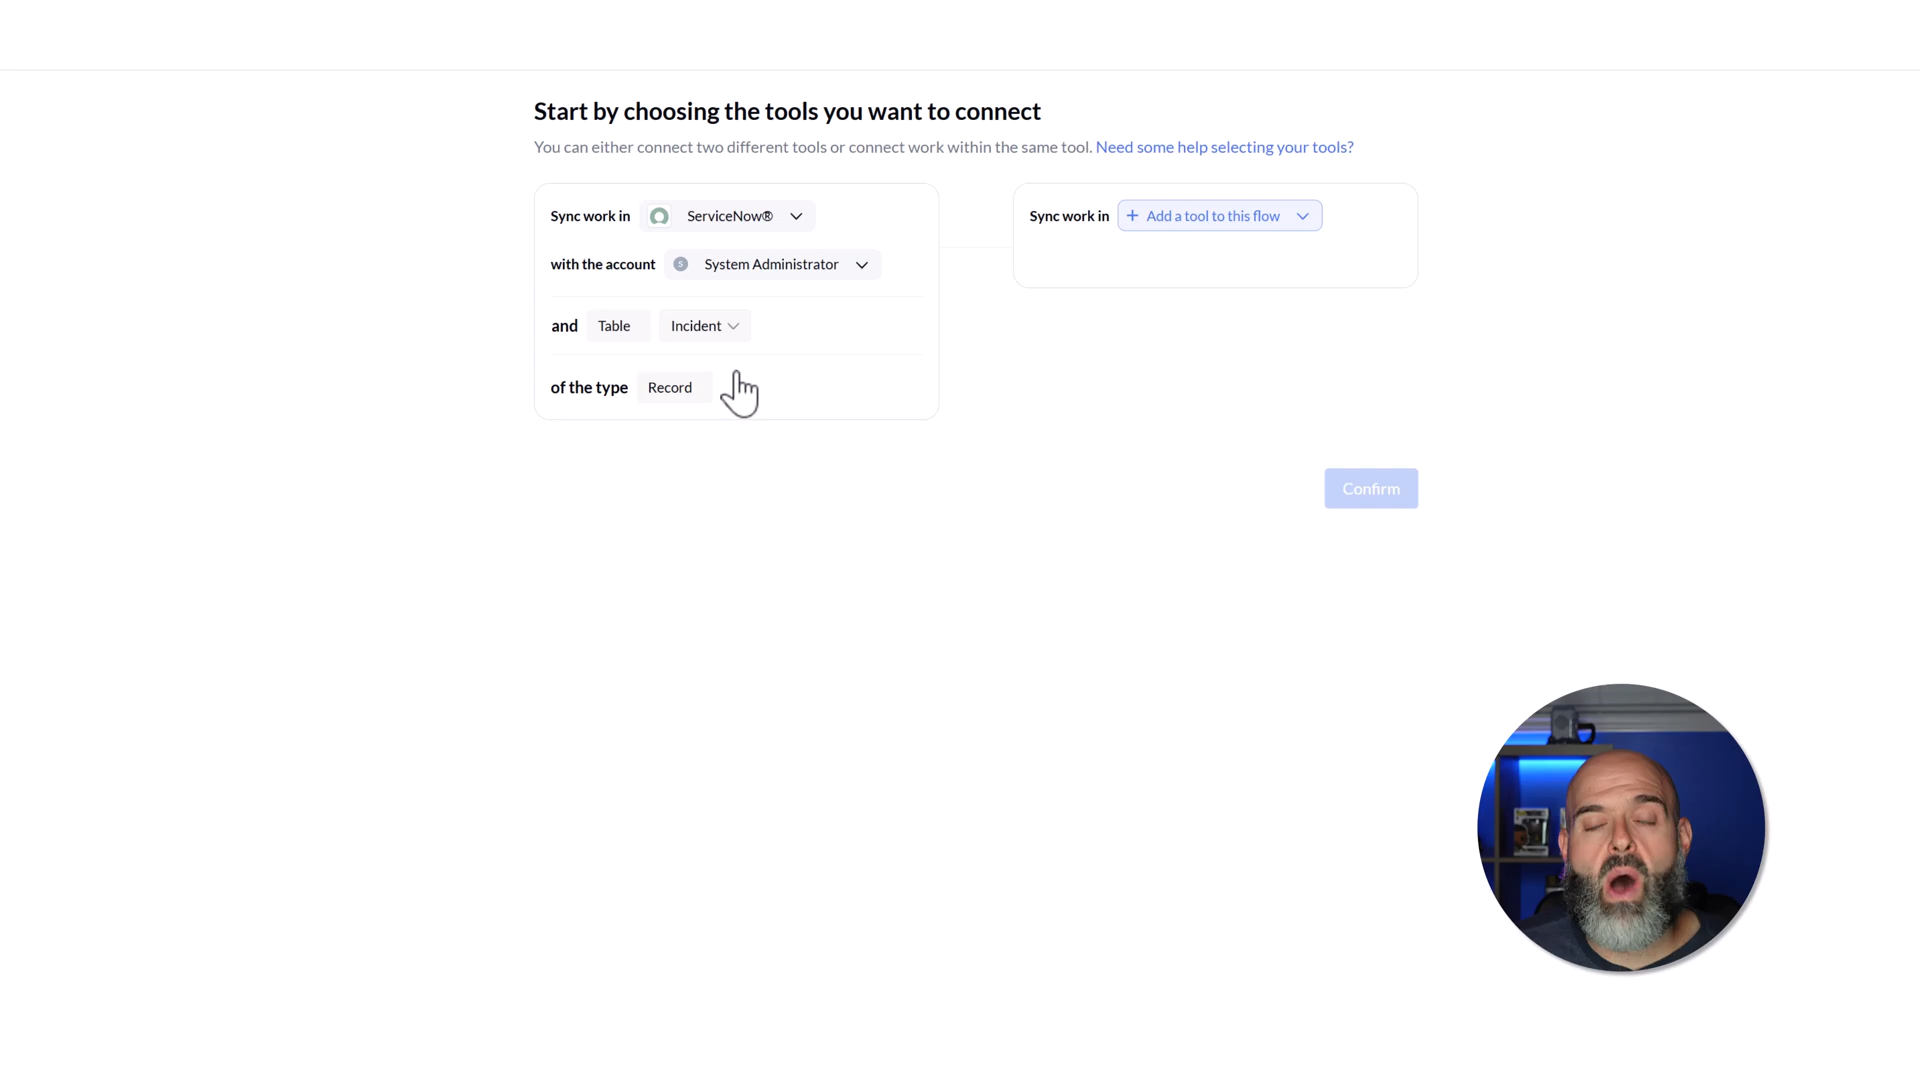 Start by choosing the tools you want to connect
You can either connect two different tools or connect work within the same tool. Need some help selecting your tools?
Sync work in ServiceNow®
with the account S System Administrator
and Table Incident
of the type Record
Sync work in + Add a tool to this flow
Confirm